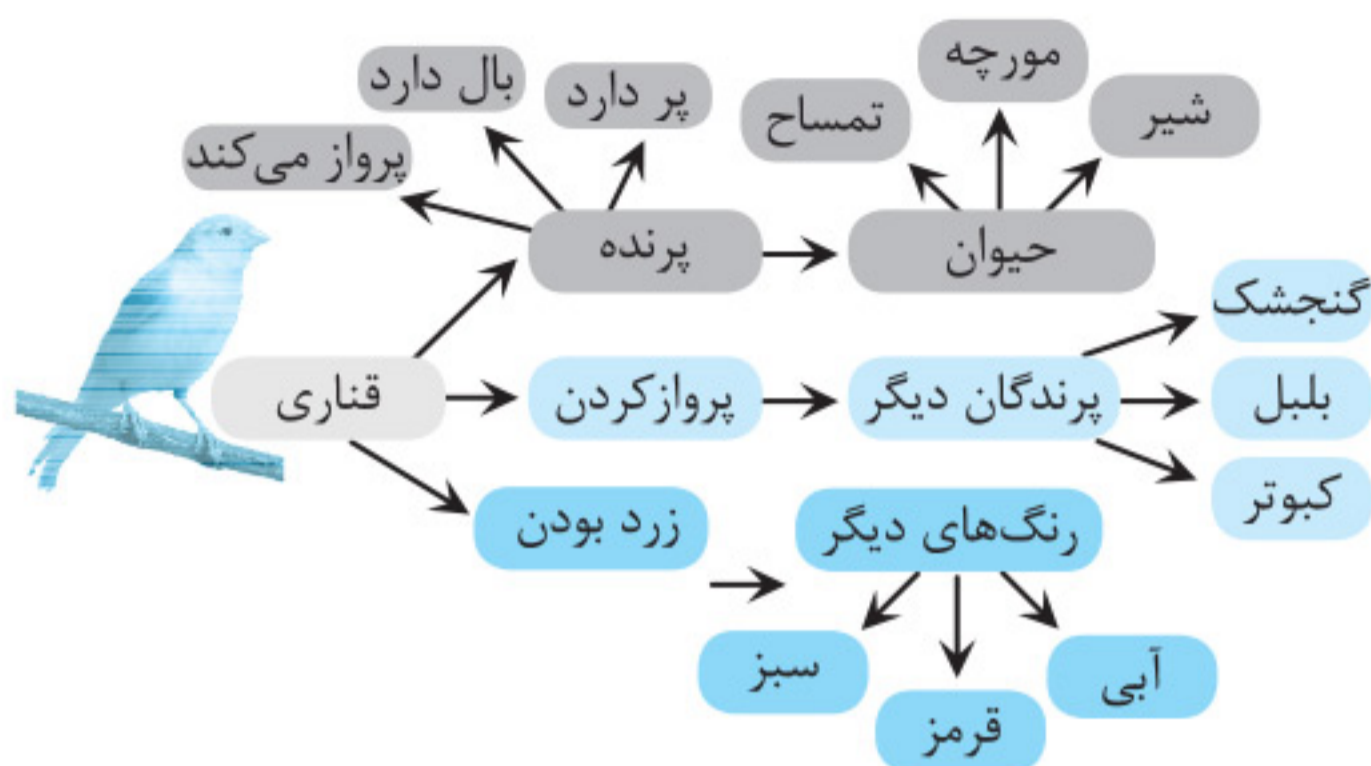 مورچه
بال دارد
پر دارد
تمساح
شیر
پرواز می‌کند
پرنده
حیوان
گنجشک
قناری
پروازکردن
پرندگان دیگر
بلبل
کبوتر
زرد بودن
رنگ‌های دیگر
سبز
قرمز
آبی